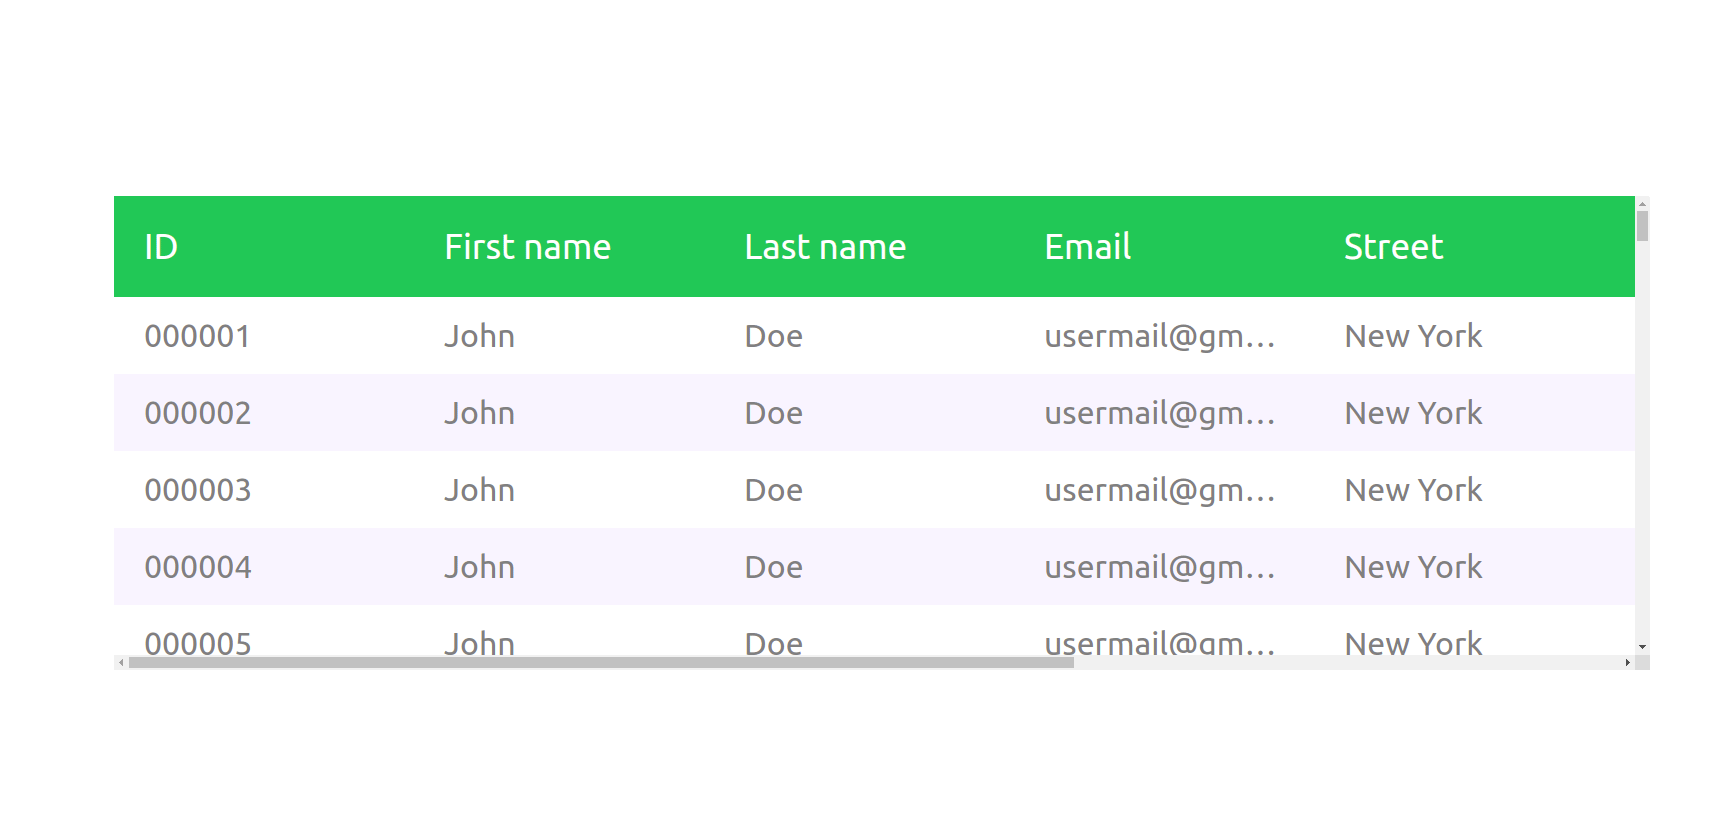 ID First name Last name Email Street
000001 John Doe usermail@gm... New York
000002 John Doe usermail@gm... New York
000003 John Doe usermail@gm... New York
000004 John Doe usermail@gm... New York
000005 John Doe usermail@gm... New York